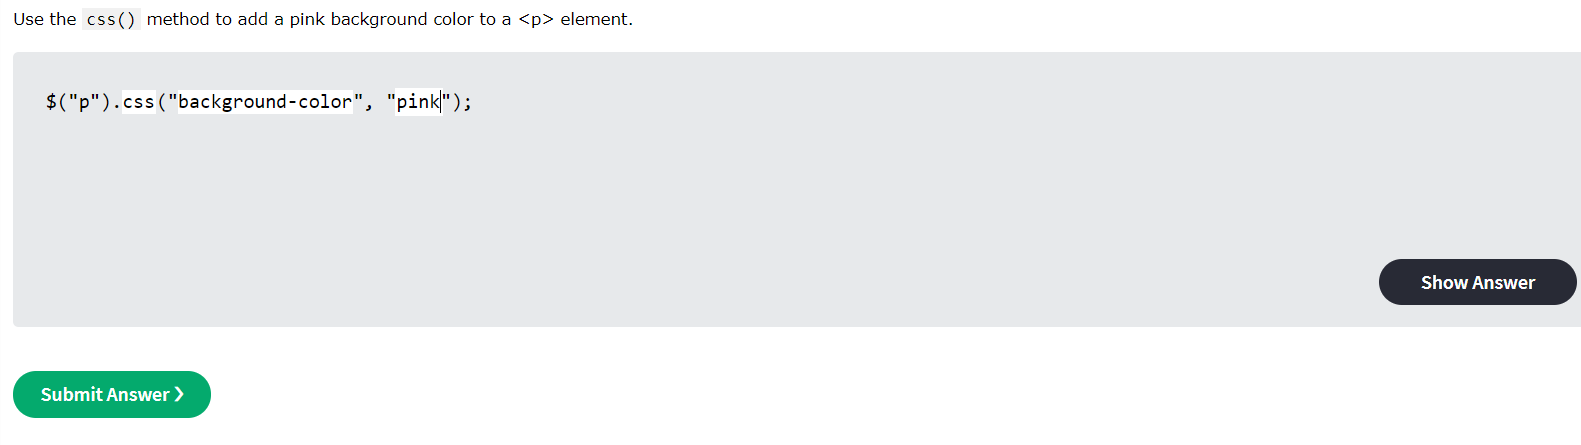 Use the css() method to add a pink background color to a <p> element.
$("p").css("background-color", "pink");
Show Answer
Submit Answer ❯